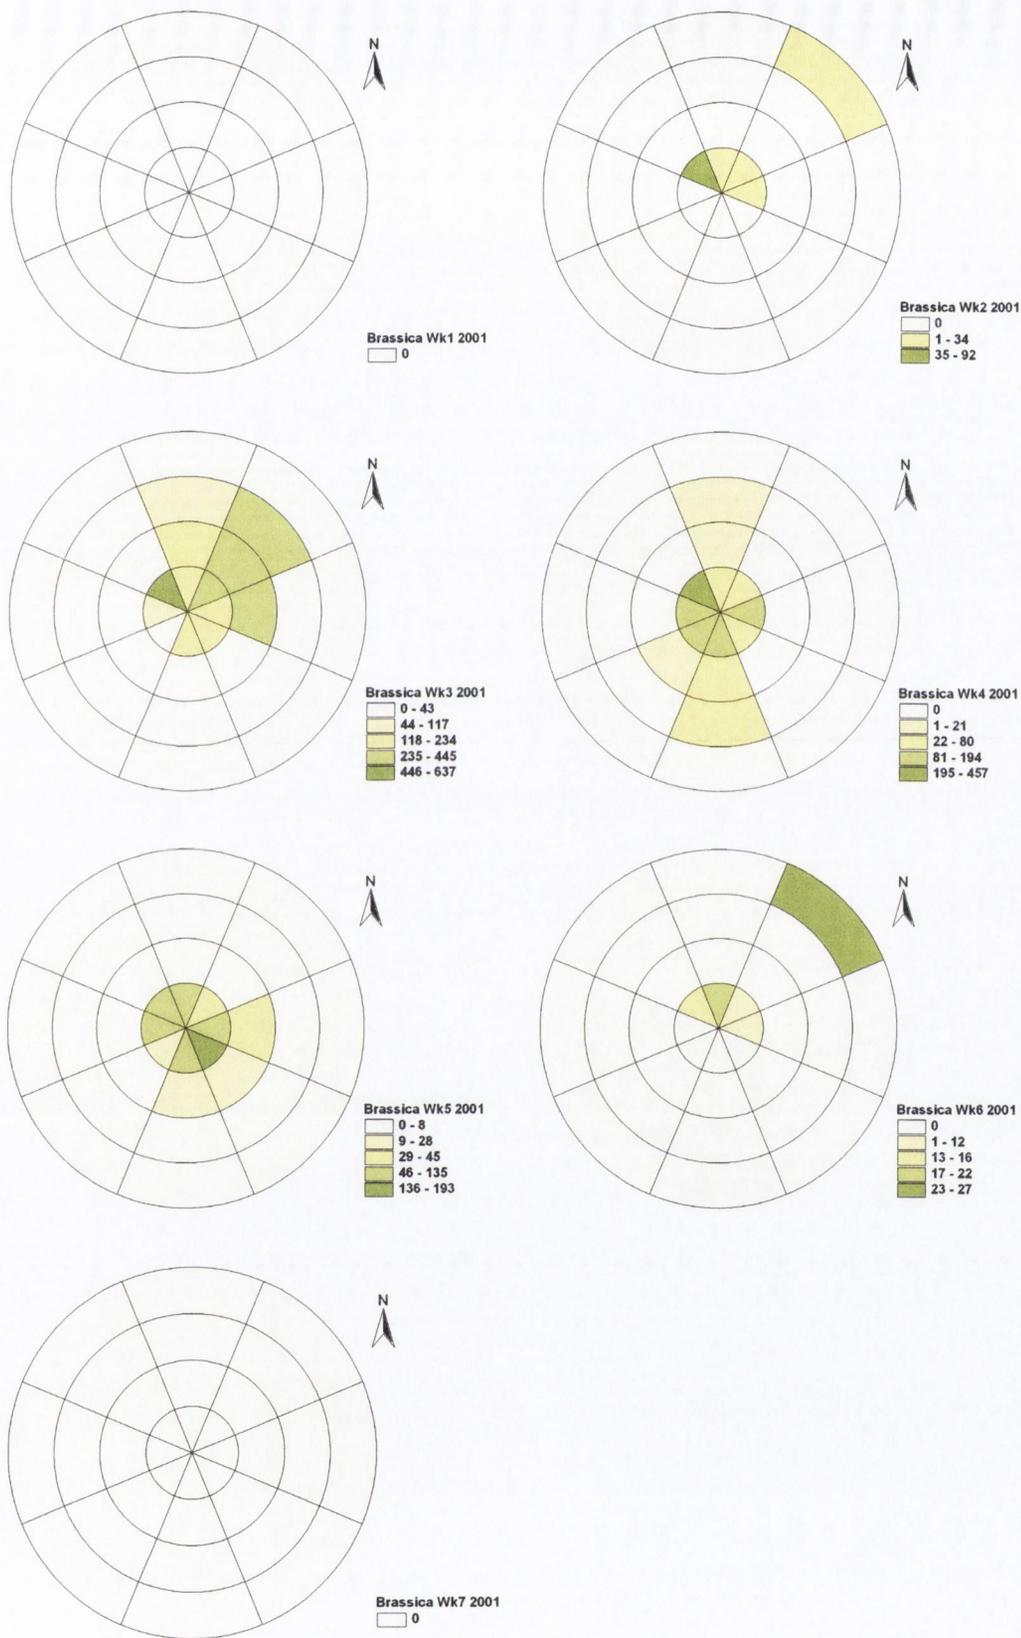 N
Brassica Wk1 2001
0
N
Brassica Wk2 2001
0
1 - 34
35 - 92
N
Brassica Wk3 2001
0 - 43
44 - 117
118 - 234
235 - 445
446 - 637
N
Brassica Wk4 2001
0
1 - 21
22 - 80
81 - 194
195 - 457
N
Brassica Wk5 2001
0 - 8
9 - 28
29 - 45
46 - 135
136 - 193
N
Brassica Wk6 2001
0
1 - 12
13 - 16
17 - 22
23 - 27
N
Brassica Wk7 2001
0